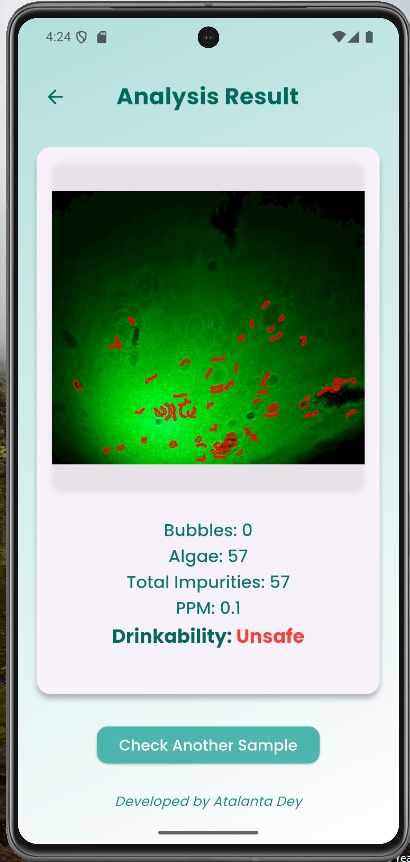 4:24
Analysis Result
Bubbles: 0
Algae: 57
Total Impurities: 57
PPM: 0.1
Drinkability: Unsafe
Check Another Sample
Developed by Atalanta Dey